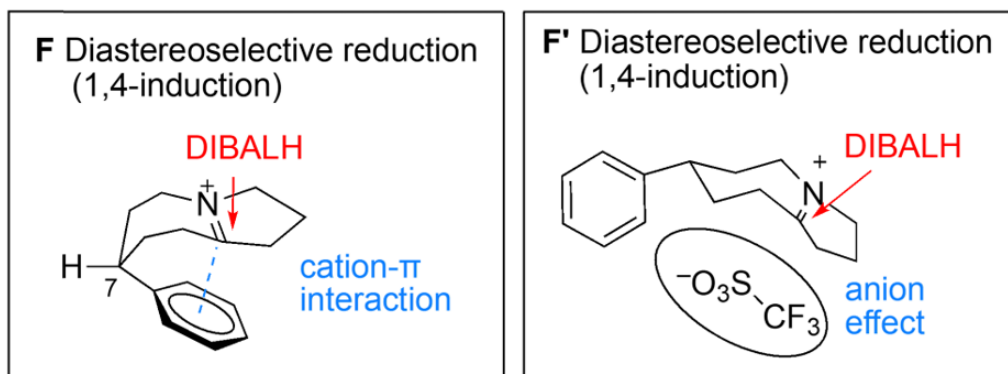 F Diastereoselective reduction
(1,4-induction)
DIBALH
+
N
H
7
cation-π
interaction
F' Diastereoselective reduction
(1,4-induction)
+
DIBALH
N
⁻O₃S
CF₃
anion
effect